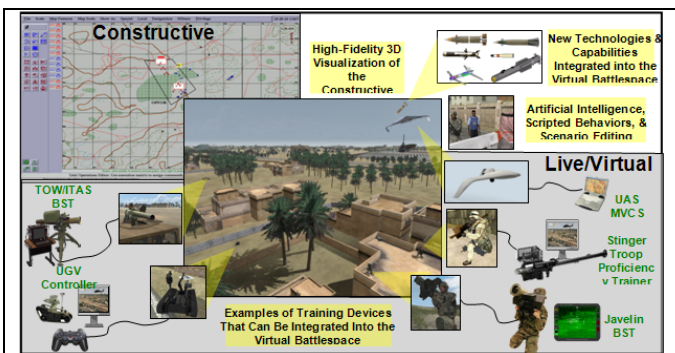 Constructive
High-Fidelity 3D
Visualization of
the
Constructive
New Technologies &
Capabilities
Integrated into the
Virtual Battlespace
Artificial Intelligence,
Scripted Behaviors, &
Scenario Editing
Live/Virtual
TOW/ITAS
BST
UGV
Controller
UAS
MVCS
Stinger
Troop
Proficienc
y Trainer
Javelin
BST
Examples of Training Devices
That Can be Integrated Into the
Virtual Battlespace